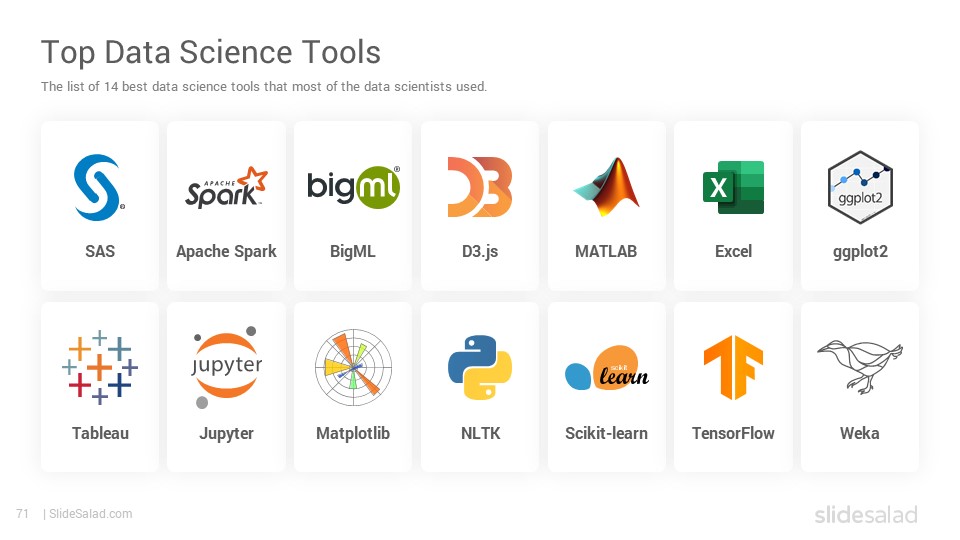 Top Data Science Tools
The list of 14 best data science tools that most of the data scientists used.
APACHE
Spark™
bigml®
D3
X
ggplot2
®
SAS
Apache Spark
BigML
D3.js
MATLAB
Excel
ggplot2
jupyter
scikit
learn
Tableau
Jupyter
Matplotlib
NLTK
Scikit-learn
TensorFlow
Weka
71 | SlideSalad.com
slidesalad